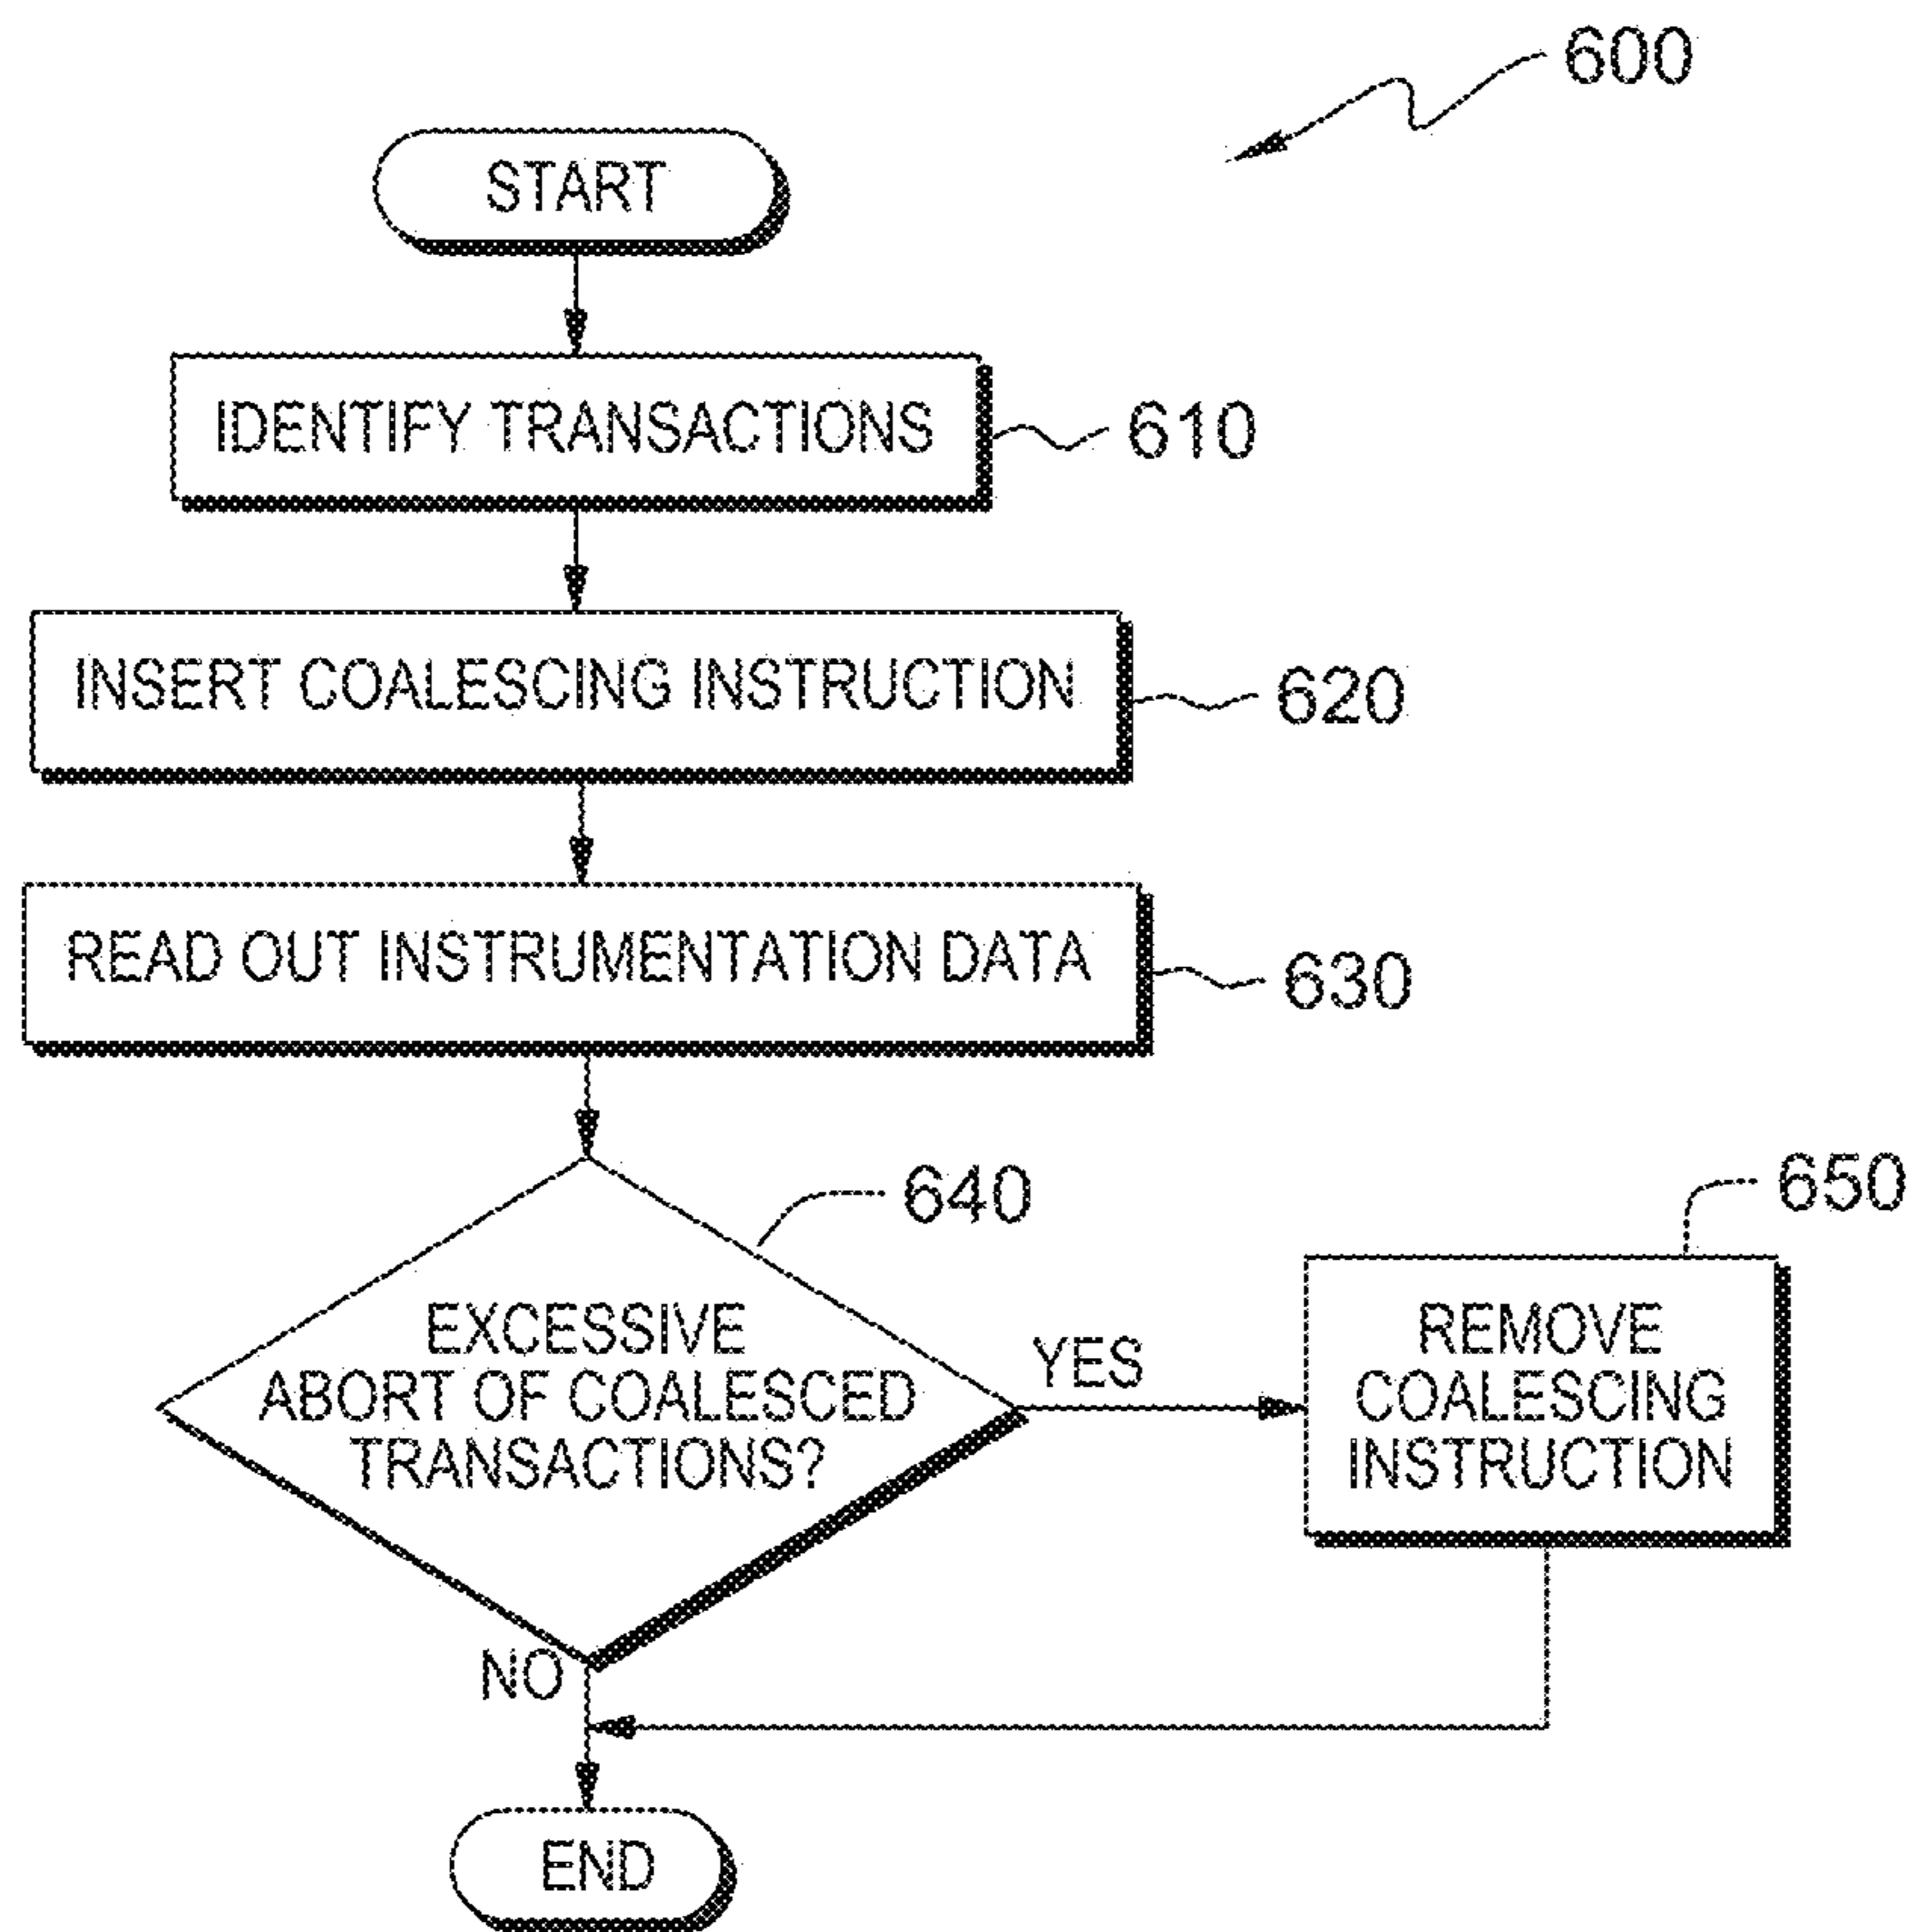 600
START
IDENTIFY TRANSACTIONS
610
INSERT COALESCING INSTRUCTION
620
READ OUT INSTRUMENTATION DATA
630
640
EXCESSIVE
ABORT OF COALESCED
TRANSACTIONS?
YES
650
REMOVE
COALESCING
INSTRUCTION
NO
END